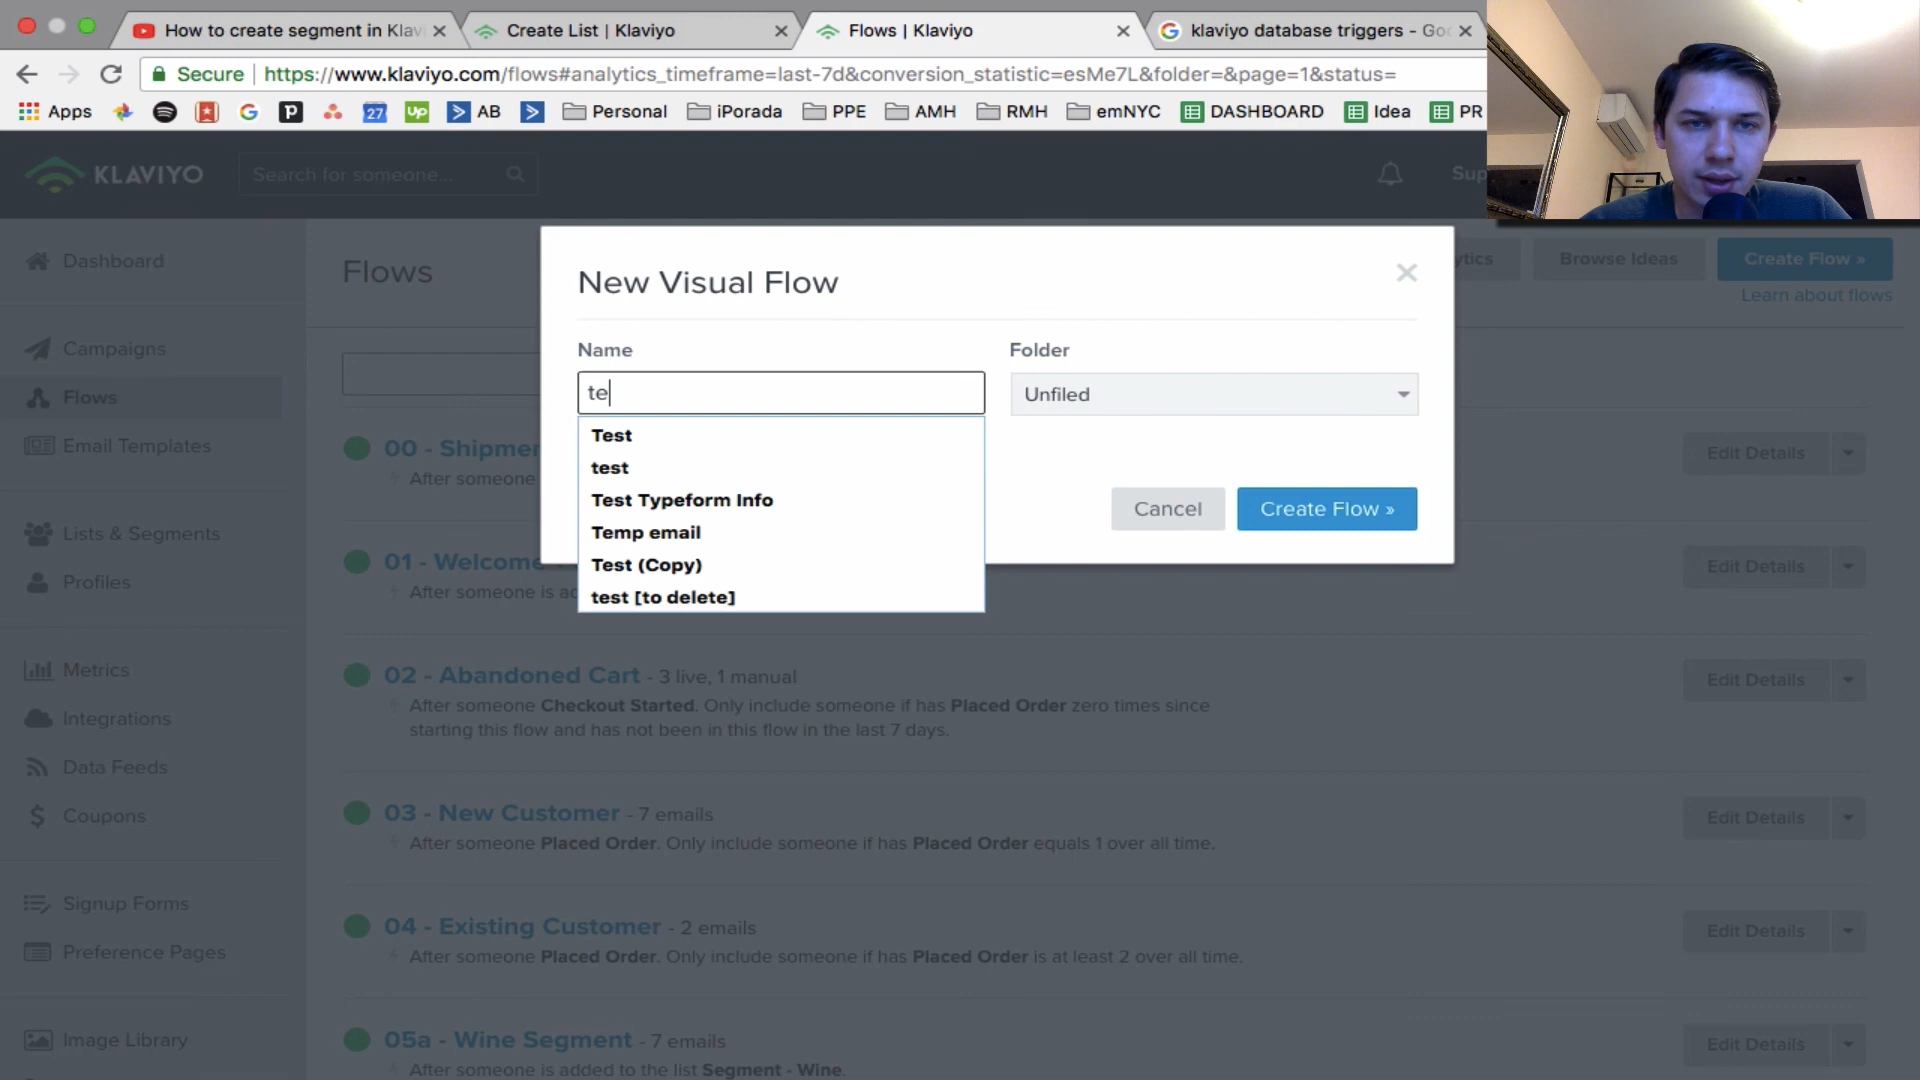 How to create segment in Klavi
Create List | Klaviyo
Flows | Klaviyo
klaviyo database triggers - Goo
Secure
https://www.klaviyo.com/flows#analytics_timeframe=last-7d&conversion_statistic=esMe7L&folder=&page=1&status=
Apps
27
up
AB
Personal
iPorada
PPE
AMH
RMH
emNYC
DASHBOARD
Idea
PR
KLAVIYO
Search for someone...
Sup
Dashboard
Campaigns
Flows
Email Templates
Lists & Segments
Profiles
Metrics
Integrations
Data Feeds
Coupons
Signup Forms
Preference Pages
Image Library
Flows
ytics
Browse Ideas
Create Flow »
Learn about flows
New Visual Flow
Name
Folder
te
Unfiled
Test
test
Test Typeform Info
Temp email
Test (Copy)
test [to delete]
Cancel
Create Flow »
00 - Shipmen
After someone
Edit Details
01 - Welcome -
After someone is ad
Edit Details
02 - Abandoned Cart - 3 live, 1 manual
After someone Checkout Started. Only include someone if has Placed Order zero times since
starting this flow and has not been in this flow in the last 7 days.
Edit Details
03 - New Customer - 7 emails
After someone Placed Order. Only include someone if has Placed Order equals 1 over all time.
Edit Details
04 - Existing Customer - 2 emails
After someone Placed Order. Only include someone if has Placed Order is at least 2 over all time.
Edit Details
05a - Wine Segment - 7 emails
After someone is added to the list Segment - Wine.
Edit Details